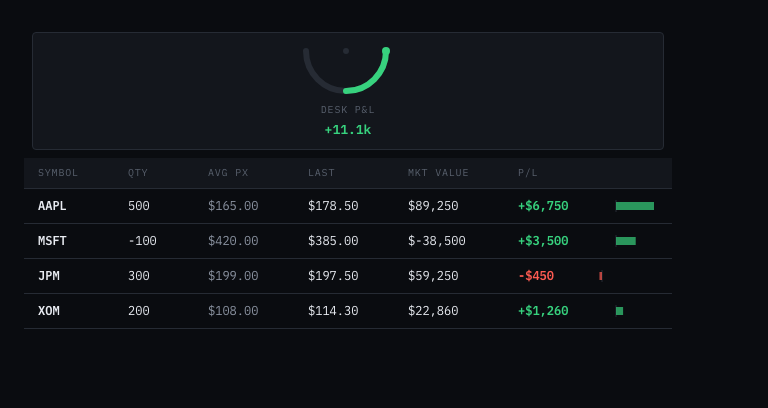 DESK P&L
+11.1k
SYMBOL QTY AVG PX LAST MKT VALUE P/L
AAPL 500 $165.00 $178.50 $89,250 +$6,750
MSFT -100 $420.00 $385.00 $-38,500 +$3,500
JPM 300 $199.00 $197.50 $59,250 -$450
XOM 200 $108.00 $114.30 $22,860 +$1,260